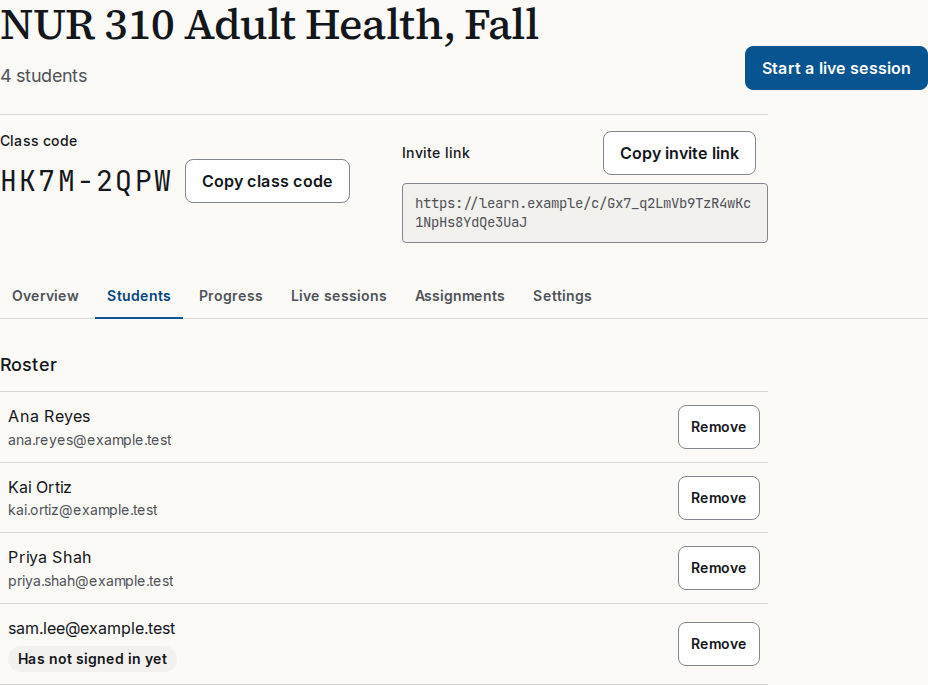 NUR 310 Adult Health, Fall
4 students
Start a live session
Class code
HK7M-2QPW
Copy class code
Invite link
Copy invite link
https://learn.example/c/Gx7_q2LmVb9TzR4wKc
1NpHs8YdQe3UaJ
Overview
Students
Progress
Live sessions
Assignments
Settings
Roster
Ana Reyes
ana.reyes@example.test
Remove
Kai Ortiz
kai.ortiz@example.test
Remove
Priya Shah
priya.shah@example.test
Remove
sam.lee@example.test
Has not signed in yet
Remove